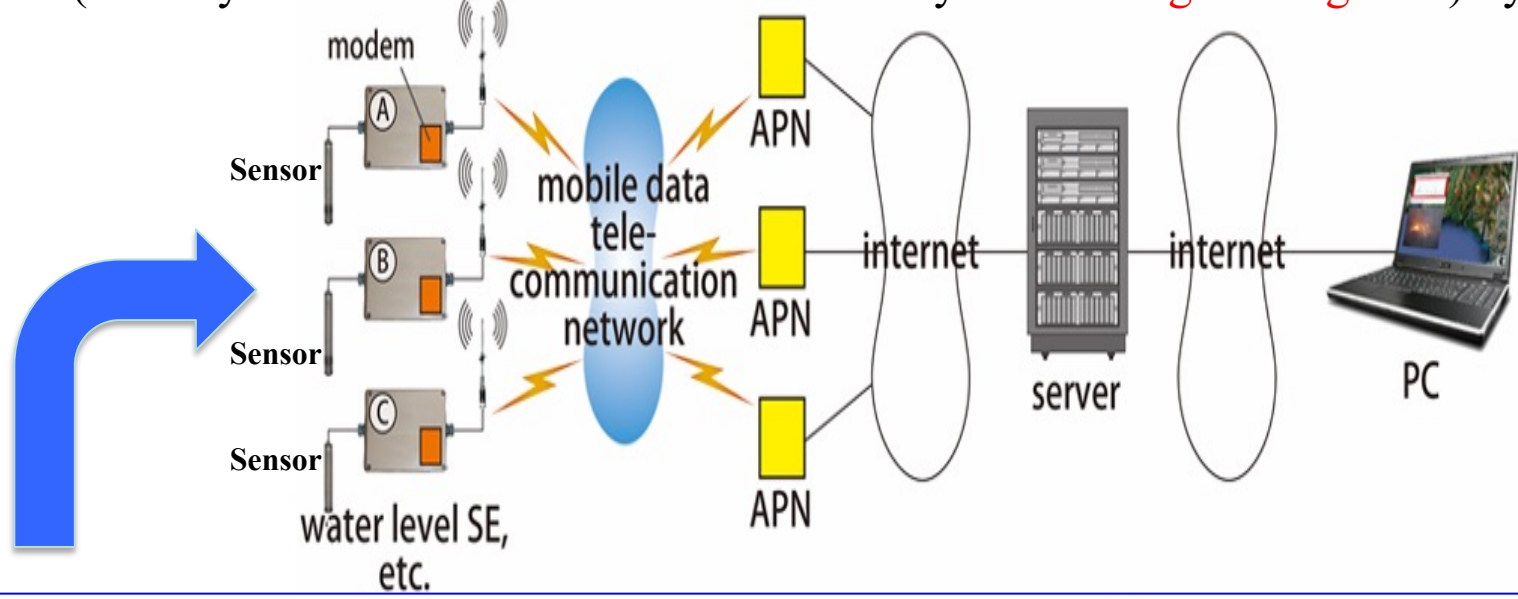 modem
A
Sensor
B
Sensor
C
Sensor
water level SE,
etc.
mobile data
tele-
communication
network
APN
APN
APN
internet
server
internet
PC